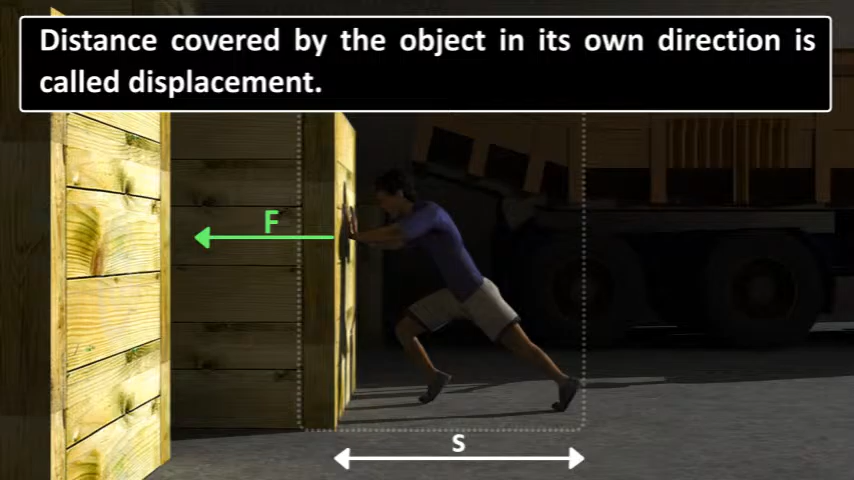 Distance covered by the object in its own direction is
called displacement.
F
S